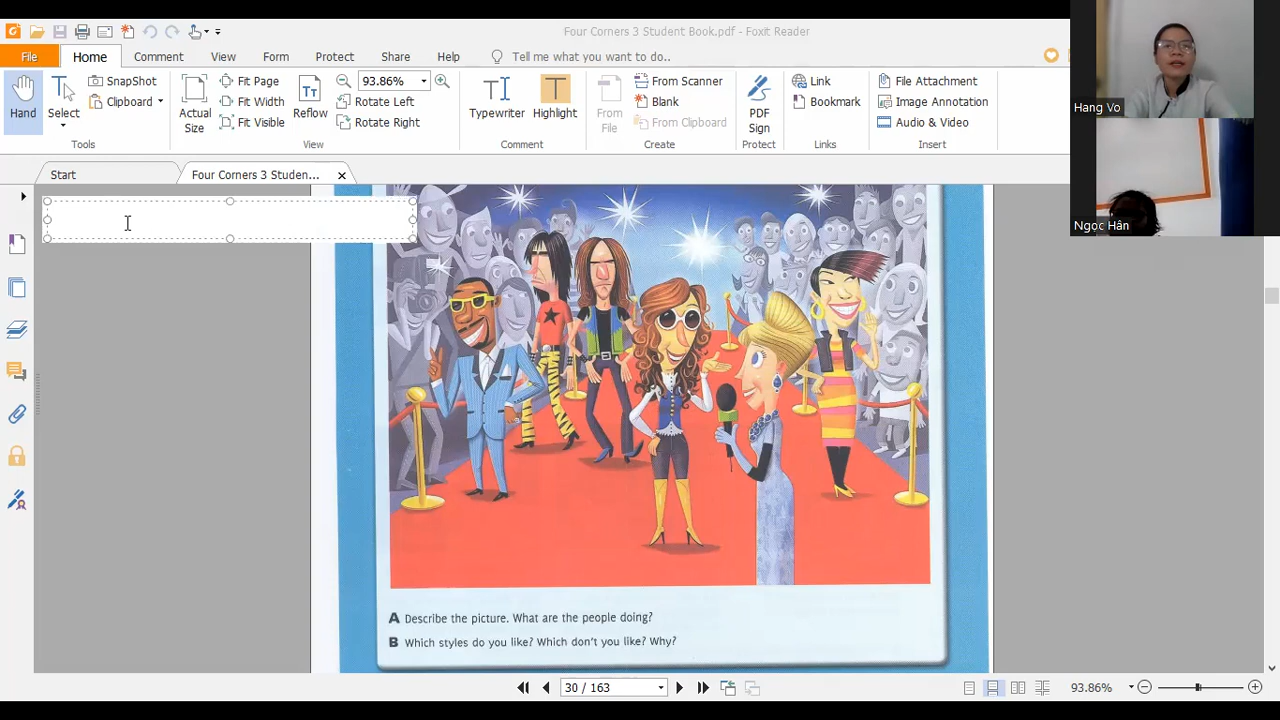 Four Corners 3 Student Book.pdf - Foxit Reader
File Home Comment View Form Protect Share Help Tell me what you want to do..
Hand
Select
SnapShot
Clipboard
Tools
Actual Size
Fit Page
Fit Width
Fit Visible
Reflow
93.86%
Rotate Left
Rotate Right
View
Typewriter
Highlight
Comment
From File
From Scanner
Blank
From Clipboard
Create
PDF Sign
Protect
Link
Bookmark
Links
File Attachment
Image Annotation
Audio & Video
Insert
Hang Vo
Ngọc Hân
Start
Four Corners 3 Studen...
A Describe the picture. What are the people doing?
B Which styles do you like? Which don't you like? Why?
30 / 163
93.86%